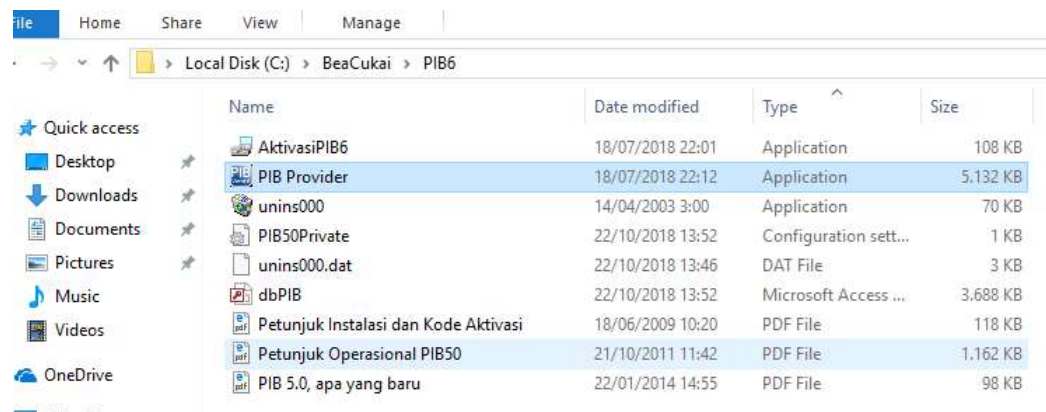 File Home Share View Manage
Local Disk (C:) > BeaCukai > PIB6
Name Date modified Type Size
Quick access
Desktop
Downloads
Documents
Pictures
Music
Videos
OneDrive
AktivasiPIB6 18/07/2018 22:01 Application 108 KB
PIB Provider 18/07/2018 22:12 Application 5.132 KB
unins000 14/04/2003 3:00 Application 70 KB
PIB50Private 22/10/2018 13:52 Configuration sett... 1 KB
unins000.dat 22/10/2018 13:46 DAT File 3 KB
dbPIB 22/10/2018 13:52 Microsoft Access ... 3.688 KB
Petunjuk Instalasi dan Kode Aktivasi 18/06/2009 10:20 PDF File 118 KB
Petunjuk Operasional PIB50 21/10/2011 11:42 PDF File 1.162 KB
PIB 5.0, apa yang baru 22/01/2014 14:55 PDF File 98 KB